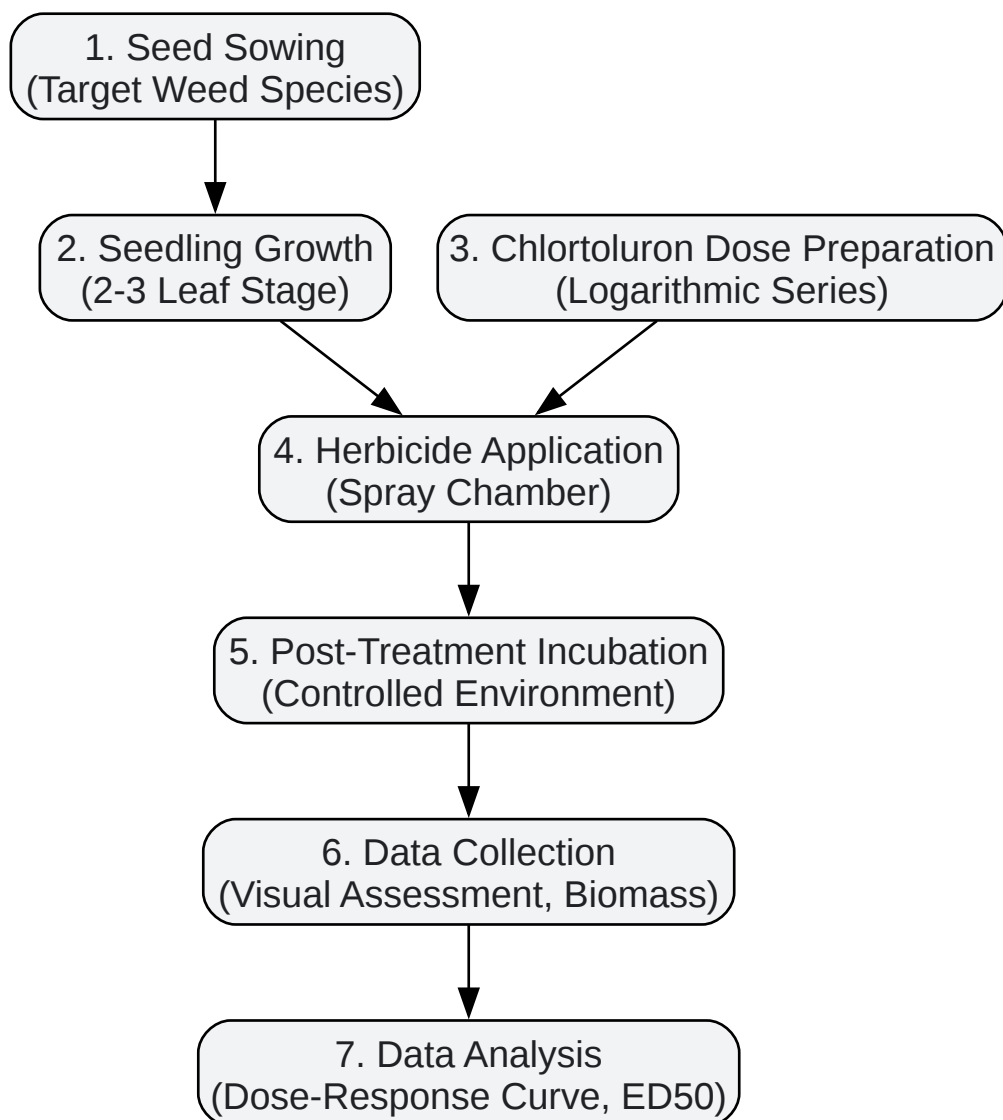 1. Seed Sowing
(Target Weed Species)
2. Seedling Growth
(2-3 Leaf Stage)
3. Chlortoluron Dose Preparation
(Logarithmic Series)
4. Herbicide Application
(Spray Chamber)
5. Post-Treatment Incubation
(Controlled Environment)
6. Data Collection
(Visual Assessment, Biomass)
7. Data Analysis
(Dose-Response Curve, ED50)